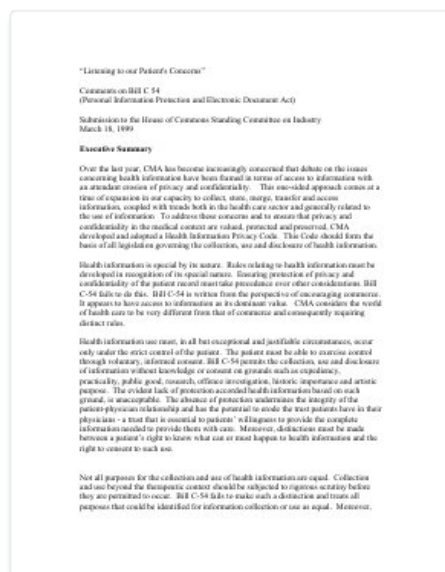 "Listening to our Patient's Concerns"
Comments on Bill C 54
(Personal Information Protection and Electronic Document Act)
Submission to the House of Commons Standing Committee on Industry
March 18, 1999
Executive Summary
Over the last year, CMA has become increasingly concerned that debate on the issues
concerning health information have been framed in terms of access to information with
an attendant erosion of privacy and confidentiality. This one-sided approach comes at a
time of expansion in our capacity to collect, store, merge, transfer and access
information, coupled with trends both in the health care sector and generally related to
the use of information. To address these concerns and to ensure that privacy and
confidentiality in the medical context are valued, protected and preserved, CMA
developed and adopted a Health Information Privacy Code. This Code should form the
basis of all legislation governing the collection, use and disclosure of health information.
Health information is special by its nature. Rules relating to health information must be
developed in recognition of its special nature. Ensuring protection of privacy and
confidentiality of the patient record must take precedence over other considerations. Bill
C-54 fails to do this. Bill C-54 is written from the perspective of encouraging commerce.
It appears to have access to information as its dominant value. CMA considers the world
of health care to be very different from that of commerce and consequently requiring
distinct rules.
Health information use must, in all but exceptional and justifiable circumstances, occur
only under the strict control of the patient. The patient must be able to exercise control
through voluntary, informed consent. Bill C-54 permits the collection, use and disclosure
of information without knowledge or consent on grounds such as expediency,
practicality, public good, research, offence investigation, historic importance and artistic
purpose. The evident lack of protection accorded health information based on such
ground, is unacceptable. The absence of protection undermines the integrity of the
patient-physician relationship and has the potential to erode the trust patients have in their
physicians - a trust that is essential to patients' willingness to provide the complete
information needed to provide them with care. Moreover, distinctions must be made
between a patient's right to know what can or must happen to health information and the
right to consent to such use.
Not all purposes for the collection and use of health information are equal. Collection
and use beyond the therapeutic context should be subjected to rigorous scrutiny before
they are permitted to occur. Bill C-54 fails to make such a distinction and treats all
purposes that could be identified for information collection or use as equal. Moreover,